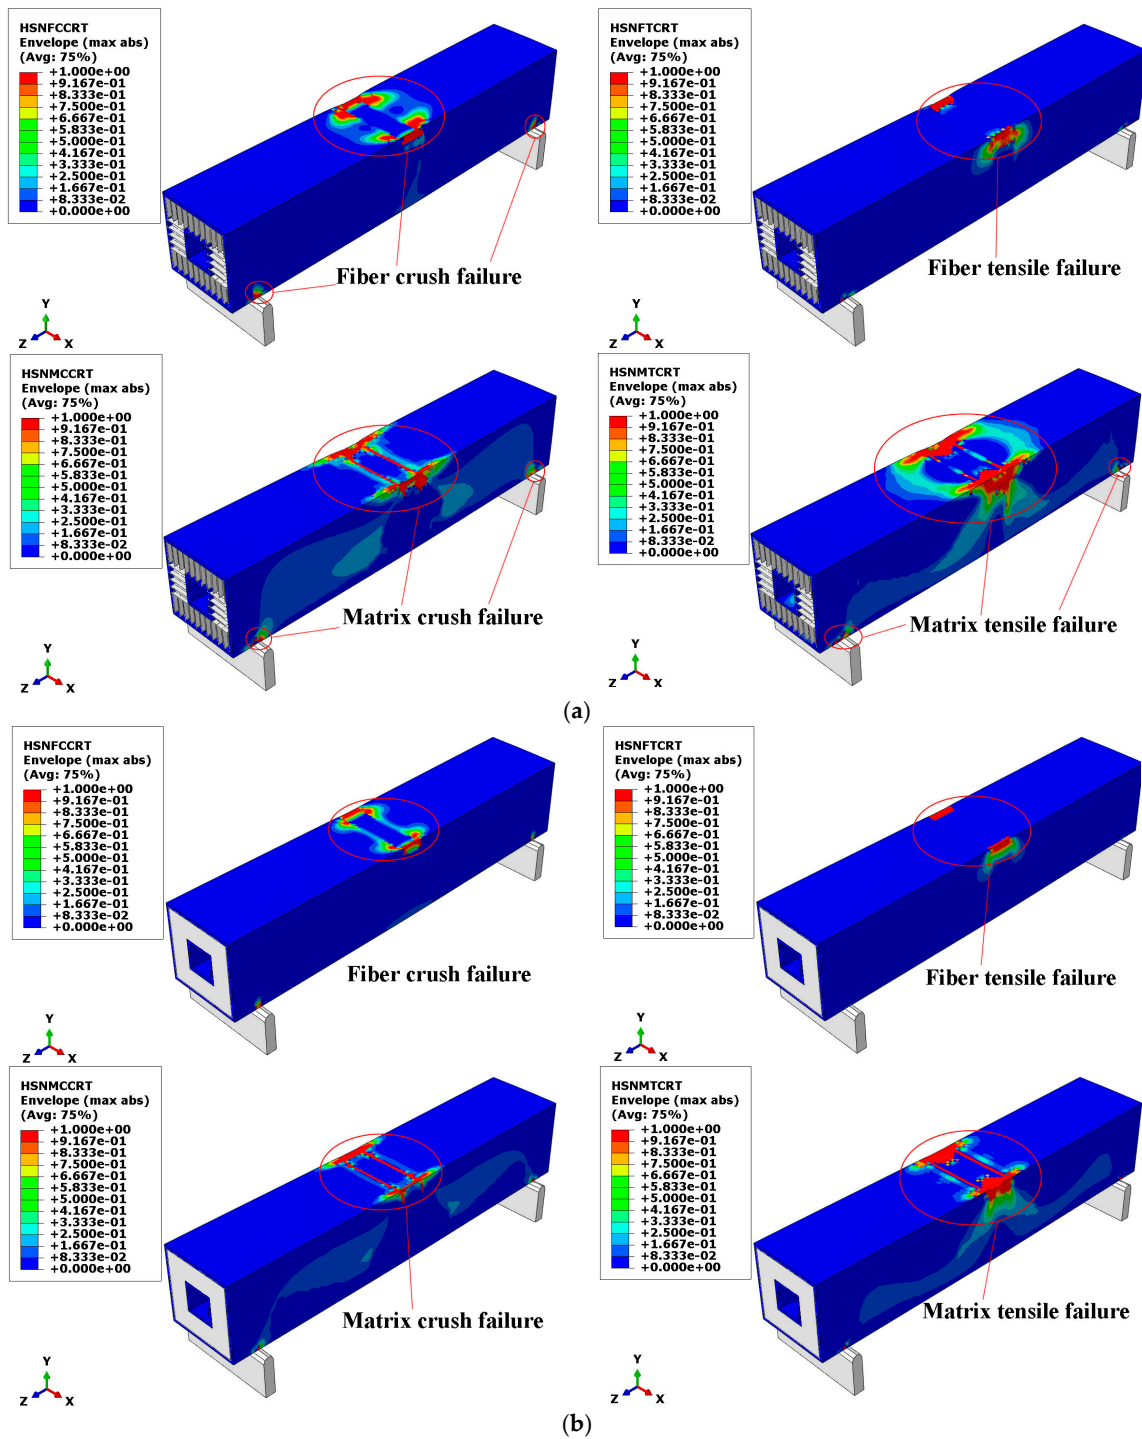 HSNFCCRT
Envelope (max abs)
(Avg: 75%)
+1.000e+00
+9.167e-01
+8.333e-01
+7.500e-01
+6.667e-01
+5.833e-01
+5.000e-01
+4.167e-01
+3.333e-01
+2.500e-01
+1.667e-01
+8.333e-02
+0.000e+00
Fiber crush failure
Y
Z
X
HSNFTCRT
Envelope (max abs)
(Avg: 75%)
+1.000e+00
+9.167e-01
+8.333e-01
+7.500e-01
+6.667e-01
+5.833e-01
+5.000e-01
+4.167e-01
+3.333e-01
+2.500e-01
+1.667e-01
+8.333e-02
+0.000e+00
Fiber tensile failure
Y
Z
X
HSNMCCRT
Envelope (max abs)
(Avg: 75%)
+1.000e+00
+9.167e-01
+8.333e-01
+7.500e-01
+6.667e-01
+5.833e-01
+5.000e-01
+4.167e-01
+3.333e-01
+2.500e-01
+1.667e-01
+8.333e-02
+0.000e+00
Matrix crush failure
Y
Z
X
HSNMTCRT
Envelope (max abs)
(Avg: 75%)
+1.000e+00
+9.167e-01
+8.333e-01
+7.500e-01
+6.667e-01
+5.833e-01
+5.000e-01
+4.167e-01
+3.333e-01
+2.500e-01
+1.667e-01
+8.333e-02
+0.000e+00
Matrix tensile failure
Y
Z
X
(a)
HSNFCCRT
Envelope (max abs)
(Avg: 75%)
+1.000e+00
+9.167e-01
+8.333e-01
+7.500e-01
+6.667e-01
+5.833e-01
+5.000e-01
+4.167e-01
+3.333e-01
+2.500e-01
+1.667e-01
+8.333e-02
+0.000e+00
Fiber crush failure
Y
Z
X
HSNFTCRT
Envelope (max abs)
(Avg: 75%)
+1.000e+00
+9.167e-01
+8.333e-01
+7.500e-01
+6.667e-01
+5.833e-01
+5.000e-01
+4.167e-01
+3.333e-01
+2.500e-01
+1.667e-01
+8.333e-02
+0.000e+00
Fiber tensile failure
Y
Z
X
HSNMCCRT
Envelope (max abs)
(Avg: 75%)
+1.000e+00
+9.167e-01
+8.333e-01
+7.500e-01
+6.667e-01
+5.833e-01
+5.000e-01
+4.167e-01
+3.333e-01
+2.500e-01
+1.667e-01
+8.333e-02
+0.000e+00
Matrix crush failure
Y
Z
X
HSNMTCRT
Envelope (max abs)
(Avg: 75%)
+1.000e+00
+9.167e-01
+8.333e-01
+7.500e-01
+6.667e-01
+5.833e-01
+5.000e-01
+4.167e-01
+3.333e-01
+2.500e-01
+1.667e-01
+8.333e-02
+0.000e+00
Matrix tensile failure
Y
Z
X
(b)